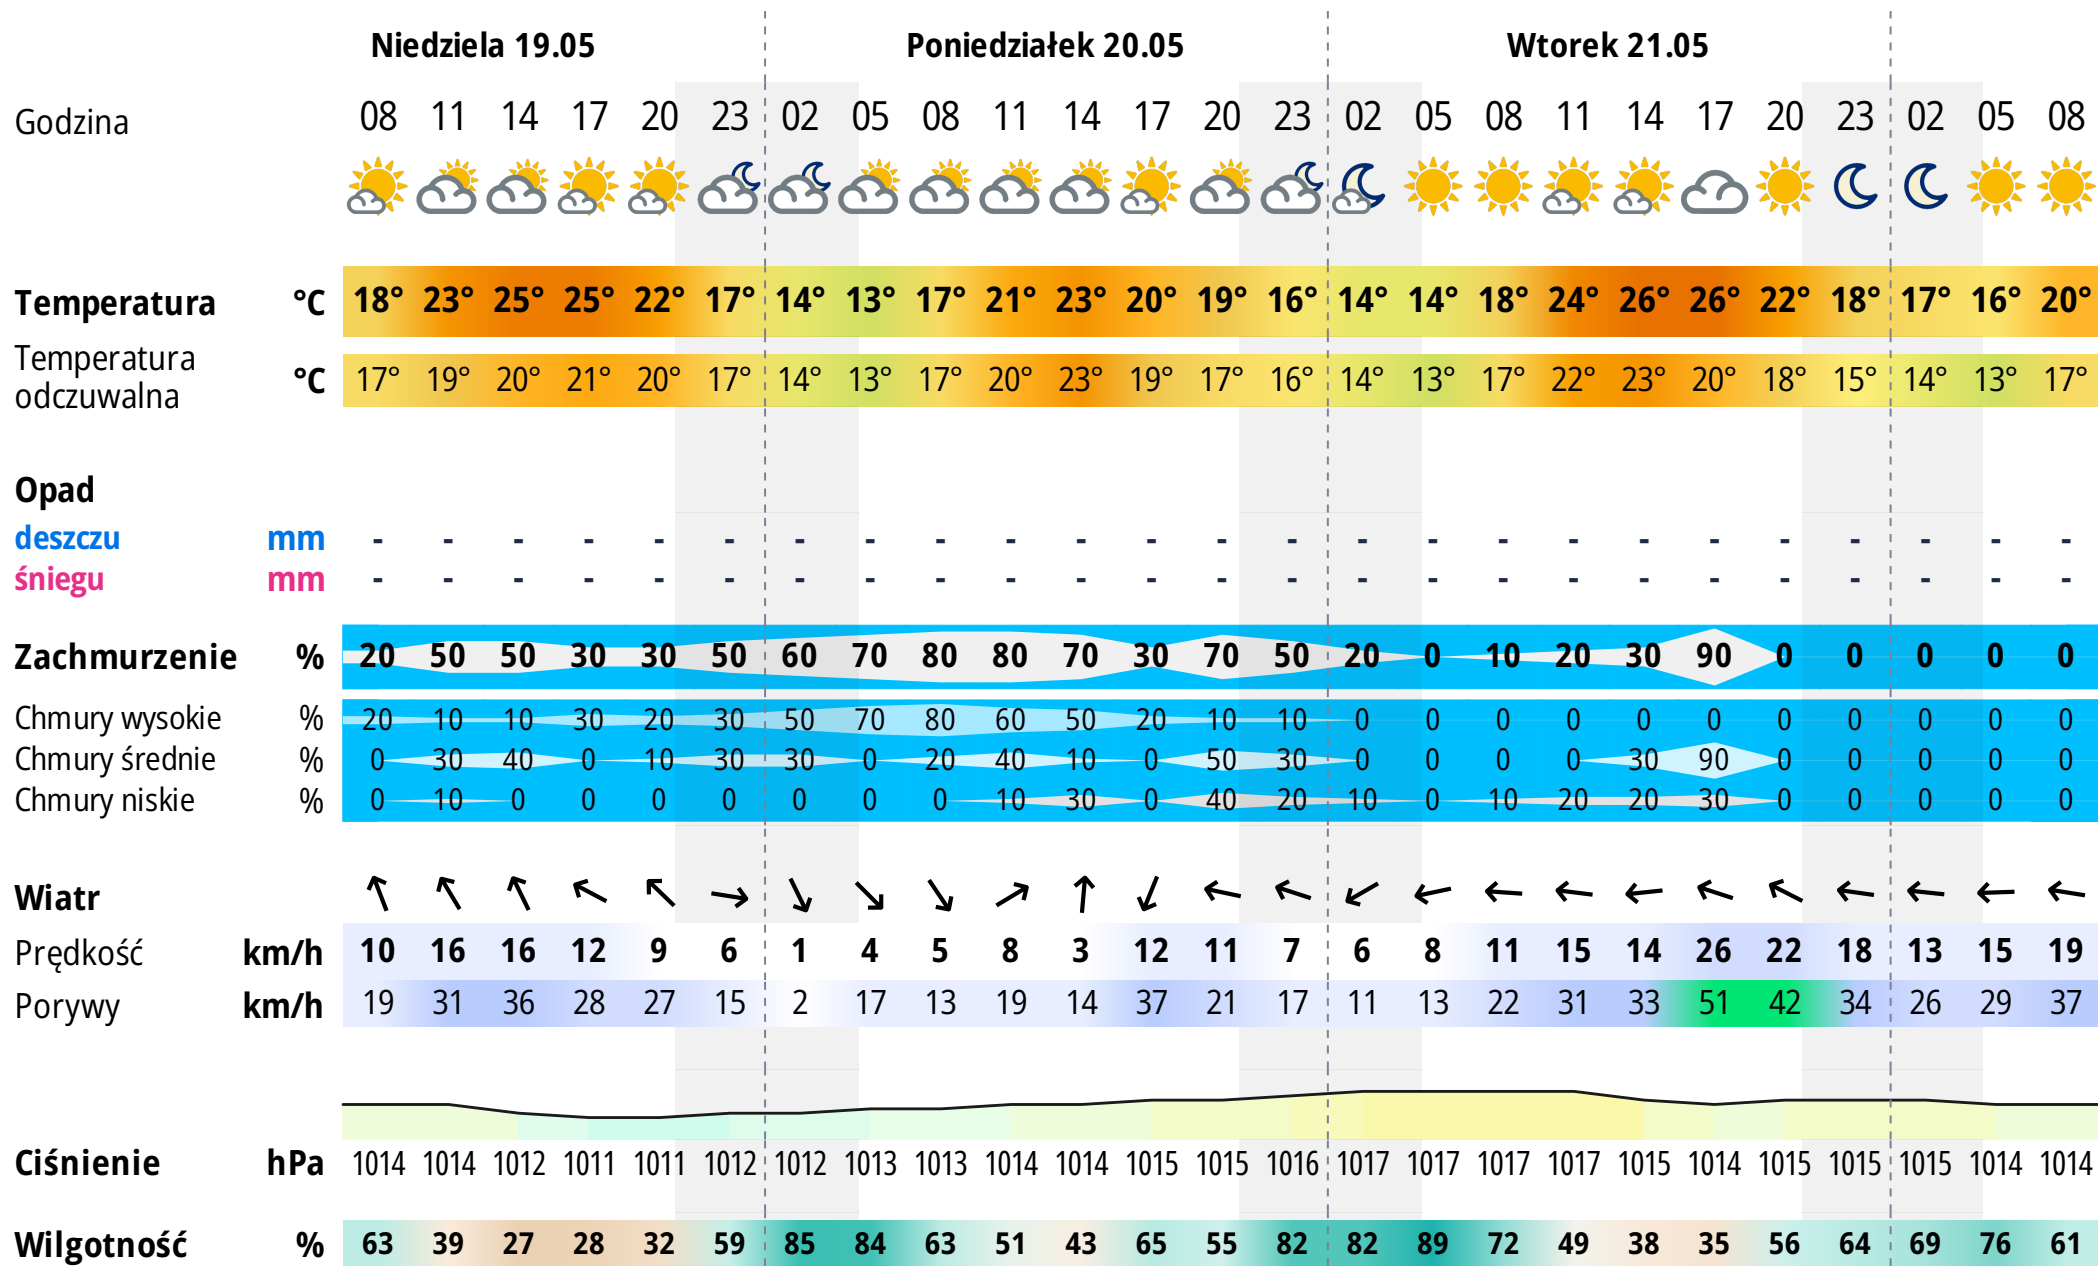 Niedziela 19.05 Poniedziałek 20.05 Wtorek 21.05
Godzina 08 11 14 17 20 23 02 05 08 11 14 17 20 23 02 05 08 11 14 17 20 23 02 05 08
Temperatura °C 18° 23° 25° 25° 22° 17° 14° 13° 17° 21° 23° 20° 19° 16° 14° 14° 18° 24° 26° 26° 22° 18° 17° 16° 20°
Temperatura
odczuwalna °C 17° 19° 20° 21° 20° 17° 14° 13° 17° 20° 23° 19° 17° 16° 14° 13° 17° 22° 23° 20° 18° 15° 14° 13° 17°
Opad
deszczu mm - - - - - - - - - - - - - - - - - - - - - - - - -
śniegu mm - - - - - - - - - - - - - - - - - - - - - - - - -
Zachmurzenie % 20 50 50 30 30 50 60 70 80 80 70 30 70 50 20 0 10 20 30 90 0 0 0 0 0
Chmury wysokie % 20 10 10 30 20 30 50 70 80 60 50 20 10 10 0 0 0 0 0 0 0 0 0 0 0
Chmury średnie % 0 30 40 0 10 30 30 0 20 40 10 0 50 30 0 0 0 0 30 90 0 0 0 0 0
Chmury niskie % 0 10 0 0 0 0 0 0 0 10 30 0 40 20 10 0 10 20 20 30 0 0 0 0 0
Wiatr
Prędkość km/h 10 16 16 12 9 6 1 4 5 8 3 12 11 7 6 8 11 15 14 26 22 18 13 15 19
Porywy km/h 19 31 36 28 27 15 2 17 13 19 14 37 21 17 11 13 22 31 33 51 42 34 26 29 37
Ciśnienie hPa 1014 1014 1012 1011 1011 1012 1012 1013 1013 1014 1014 1015 1015 1016 1017 1017 1017 1017 1015 1014 1015 1015 1015 1014 1014
Wilgotność % 63 39 27 28 32 59 85 84 63 51 43 65 55 82 82 89 72 49 38 35 56 64 69 76 61